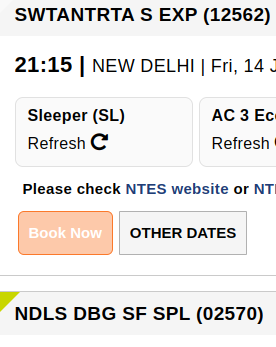 SWTANTRTA S EXP (12562)
21:15 | NEW DELHI | Fri, 14 J
Sleeper (SL) AC 3 Ec
Refresh Refresh
Please check NTES website or NT
Book Now OTHER DATES
NDLS DBG SF SPL (02570)